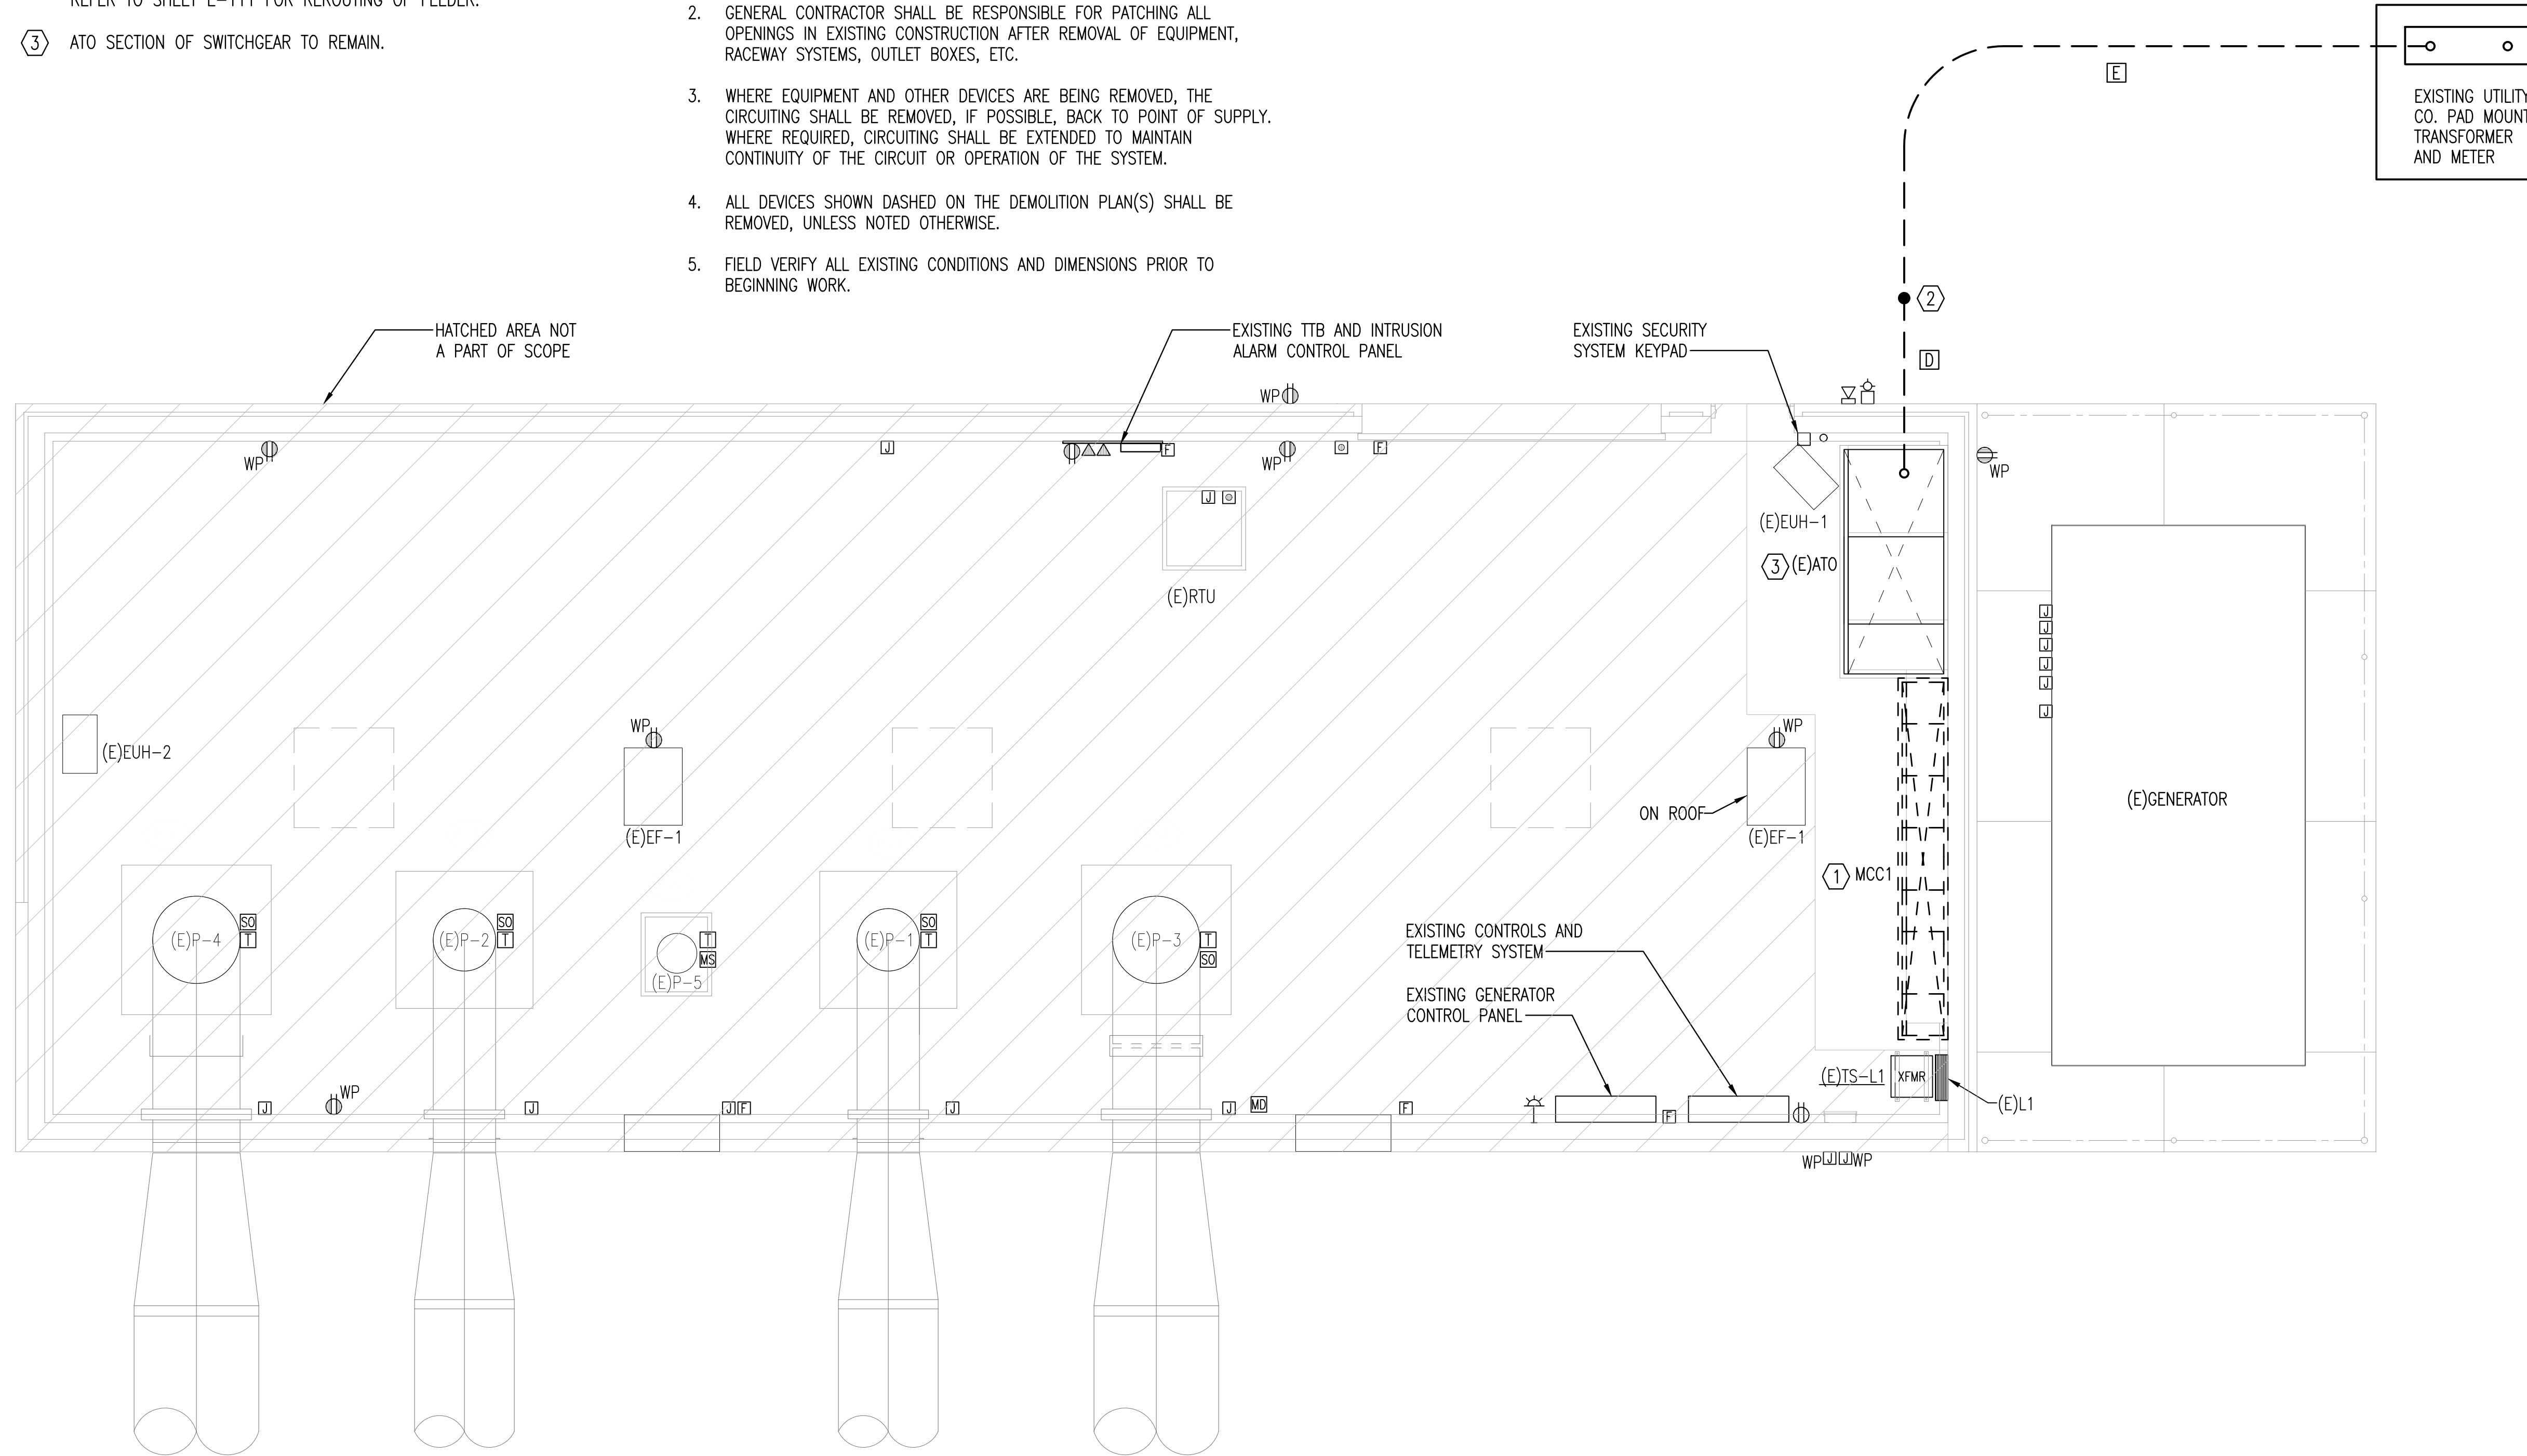 REFER TO SHEET E-111 FOR REROUTING OF FEEDER.
3 ATO SECTION OF SWITCHGEAR TO REMAIN.
2. GENERAL CONTRACTOR SHALL BE RESPONSIBLE FOR PATCHING ALL
OPENINGS IN EXISTING CONSTRUCTION AFTER REMOVAL OF EQUIPMENT,
RACEWAY SYSTEMS, OUTLET BOXES, ETC.
3. WHERE EQUIPMENT AND OTHER DEVICES ARE BEING REMOVED, THE
CIRCUITING SHALL BE REMOVED, IF POSSIBLE, BACK TO POINT OF SUPPLY.
WHERE REQUIRED, CIRCUITING SHALL BE EXTENDED TO MAINTAIN
CONTINUITY OF THE CIRCUIT OR OPERATION OF THE SYSTEM.
4. ALL DEVICES SHOWN DASHED ON THE DEMOLITION PLAN(S) SHALL BE
REMOVED, UNLESS NOTED OTHERWISE.
5. FIELD VERIFY ALL EXISTING CONDITIONS AND DIMENSIONS PRIOR TO
BEGINNING WORK.
E
EXISTING UTILITY
CO. PAD MOUNT
TRANSFORMER
AND METER
2
D
HATCHED AREA NOT
A PART OF SCOPE
EXISTING TTB AND INTRUSION
ALARM CONTROL PANEL
EXISTING SECURITY
SYSTEM KEYPAD
WP
WP
J
F
WP
F
WP
J
(E)RTU
(E)EUH-1
3 (E)ATO
J
J
J
J
J
J
(E)EUH-2
WP
(E)EF-1
WP
ON ROOF
(E)EF-1
(E)GENERATOR
1 MCC1
(E)P-4
SO
T
(E)P-2
SO
T
(E)P-5
T
MS
(E)P-1
SO
T
(E)P-3
T
SO
EXISTING CONTROLS AND
TELEMETRY SYSTEM
EXISTING GENERATOR
CONTROL PANEL
(E)TS-L1
XFMR
(E)L1
J
WP
J
J F
J
J
MD
F
F
WP J J WP